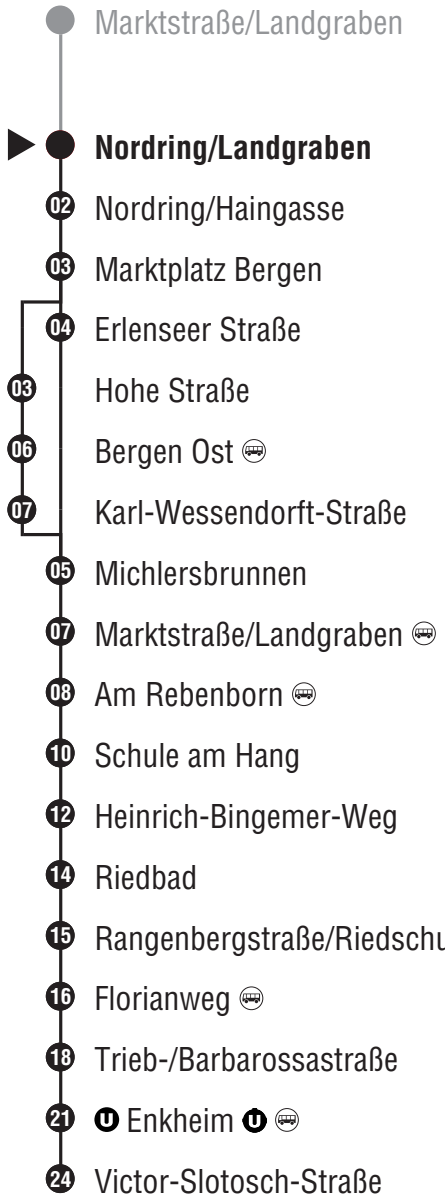 Marktstraße/Landgraben
Nordring/Landgraben
02 Nordring/Haingasse
03 Marktplatz Bergen
04 Erlenseer Straße
03 Hohe Straße
06 Bergen Ost
07 Karl-Wessendorft-Straße
05 Michlersbrunnen
07 Marktstraße/Landgraben
08 Am Rebenborn
10 Schule am Hang
12 Heinrich-Bingemer-Weg
14 Riedbad
15 Rangenbergstraße/Riedschu
16 Florianweg
18 Trieb-/Barbarossastraße
21 U Enkheim U
24 Victor-Slotosch-Straße